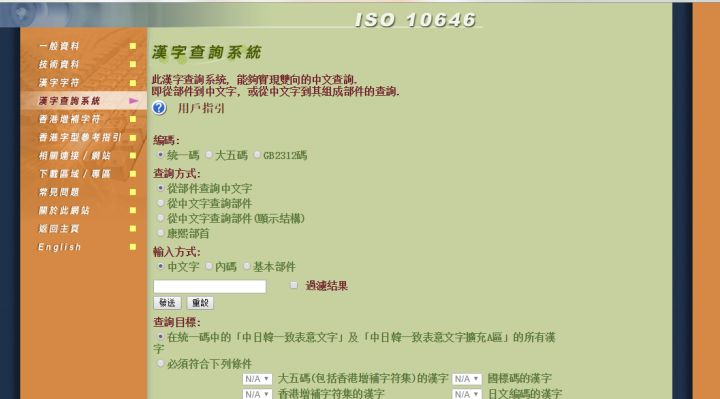 ISO 10646
一般資料
技術資料
漢字字符
漢字查詢系統
香港增補字符
香港字型參考指引
相關連接 / 網站
下載區域 / 專區
常見問題
關於此網站
返回主頁
English
漢字查詢系統
此漢字查詢系統，能夠實現雙向的中文查詢.
即從部件到中文字，或從中文字到其組成部件的查詢.
用戶指引
編碼:
統一碼 大五碼 GB2312碼
查詢方式:
從部件查詢中文字
從中文字查詢部件
從中文字查詢部件(顯示結構)
康熙部首
輸入方式:
中文字 內碼 基本部件
過濾結果
發送 重設
查詢目標:
在統一碼中的「中日韓一致表意文字」及「中日韓一致表意文字擴充A區」的所有漢
字
必須符合下列條件
N/A 大五碼(包括香港增補字符集)的漢字 N/A 國標碼的漢字
N/A 香港增補字符集的漢字 N/A 日文編碼的漢字